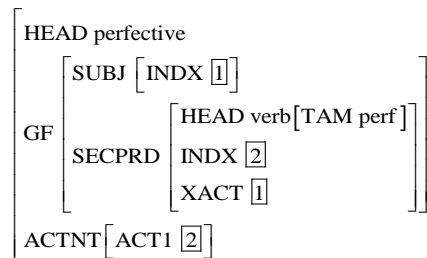 HEAD perfective
GF
SUBJ [INDX 1]
SECPRD
HEAD verb[TAM perf]
INDX 2
XACT 1
ACTNT[ACT1 2]